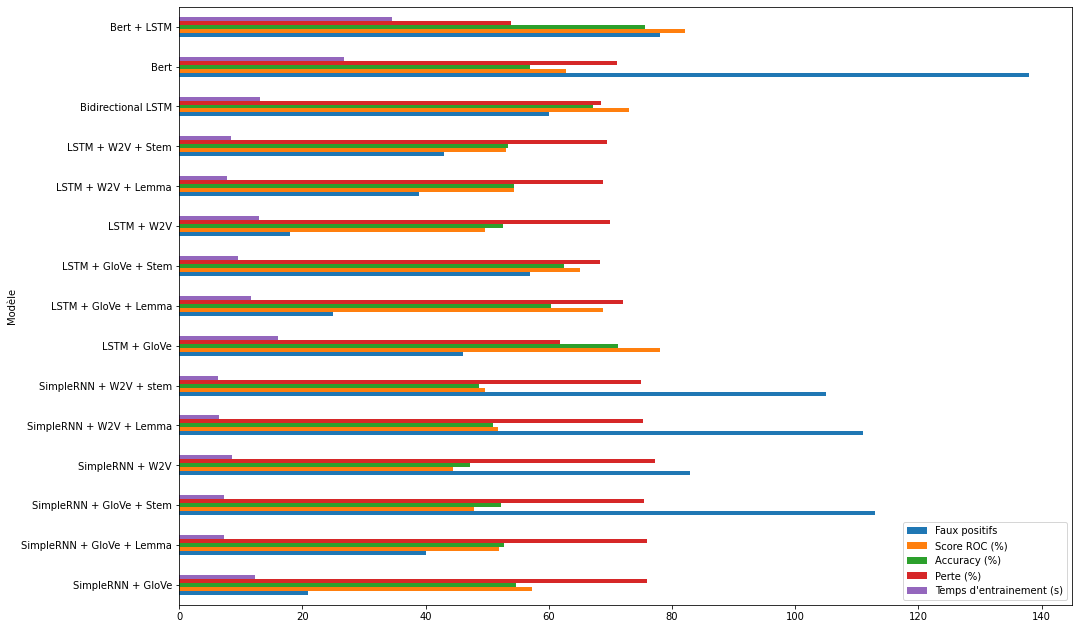 Modèle
Bert + LSTM
Bert
Bidirectional LSTM
LSTM + W2V + Stem
LSTM + W2V + Lemma
LSTM + W2V
LSTM + GloVe + Stem
LSTM + GloVe + Lemma
LSTM + GloVe
SimpleRNN + W2V + stem
SimpleRNN + W2V + Lemma
SimpleRNN + W2V
SimpleRNN + GloVe + Stem
SimpleRNN + GloVe + Lemma
SimpleRNN + GloVe
Faux positifs
Score ROC (%)
Accuracy (%)
Perte (%)
Temps d'entrainement (s)
0 20 40 60 80 100 120 140